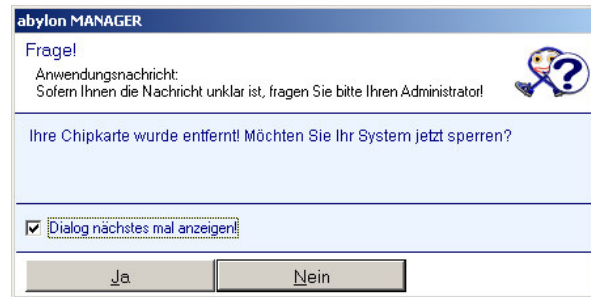 abylon MANAGER
Frage!
Anwendungsnachricht:
Sofern Ihnen die Nachricht unklar ist, fragen Sie bitte Ihren Administrator!
Ihre Chipkarte wurde entfernt! Möchten Sie Ihr System jetzt sperren?
Dialog nächstes mal anzeigen!
Ja
Nein